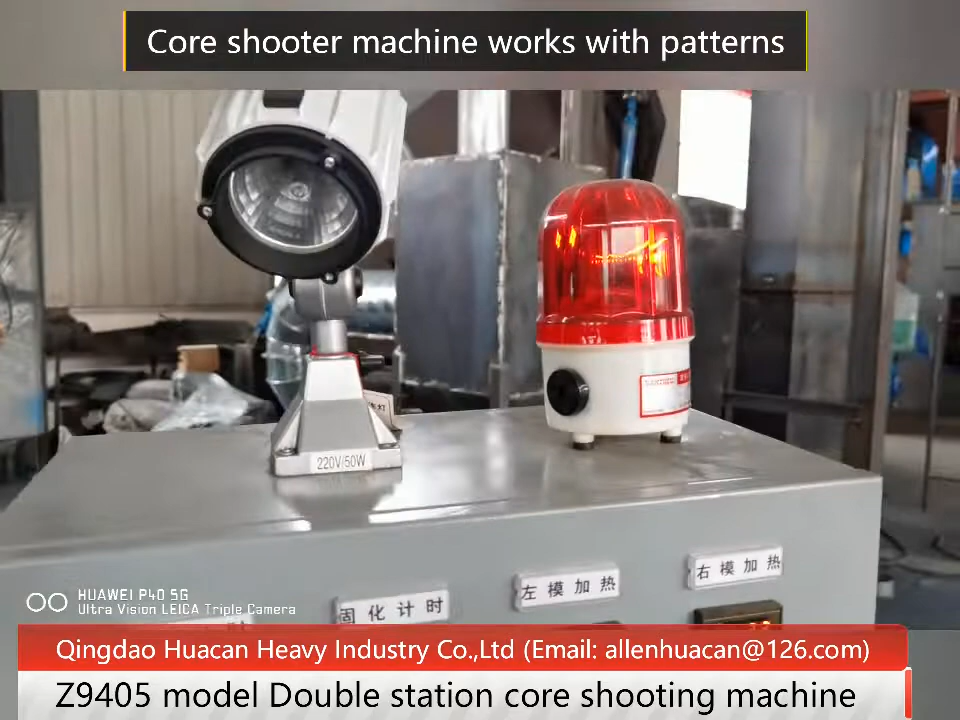 Core shooter machine works with patterns
220V/50W
固化计时
左模加热
右模加热
时
HUAWEI P40 5G
Ultra Vision LEICA Triple Camera
Qingdao Huacan Heavy Industry Co.,Ltd (Email: allenhuacan@126.com)
Z9405 model Double station core shooting machine